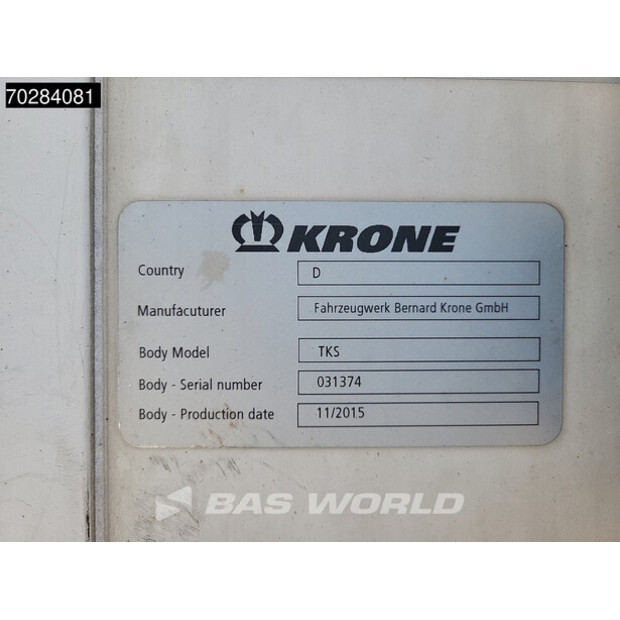 70284081
KRONE
Country D
Manufacuturer Fahrzeugwerk Bernard Krone GmbH
Body Model TKS
Body - Serial number 031374
Body - Production date 11/2015
BAS WORLD